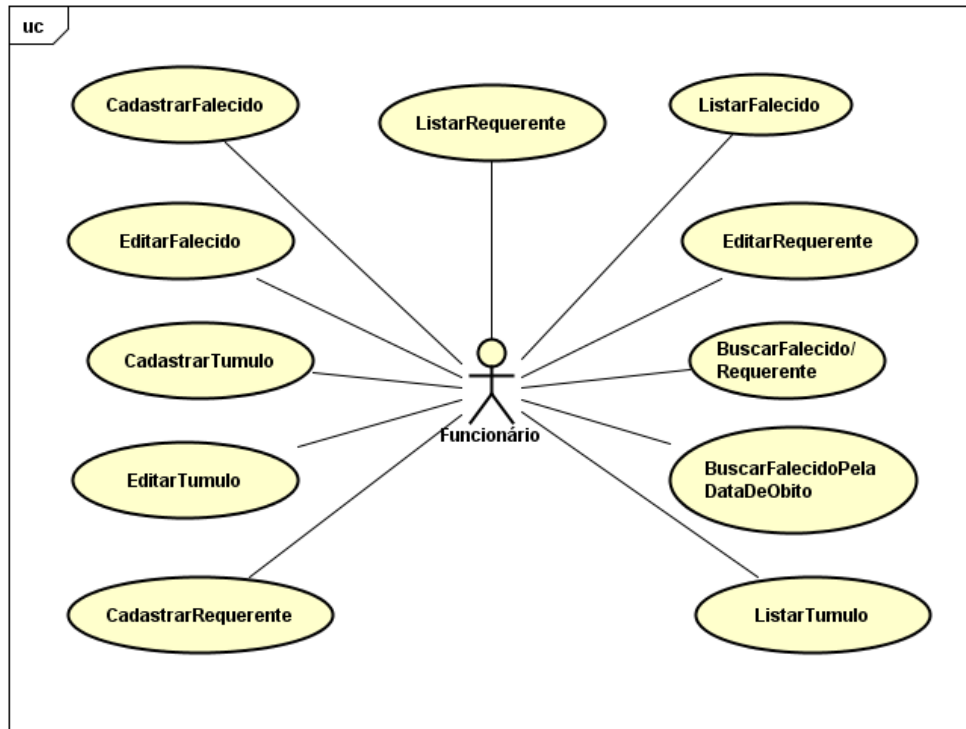 uc
CadastrarFalecido
ListarRequerente
ListarFalecido
EditarFalecido
EditarRequerente
CadastrarTumulo
BuscarFalecido/
Requerente
Funcionário
EditarTumulo
BuscarFalecidoPela
DataDeObito
CadastrarRequerente
ListarTumulo